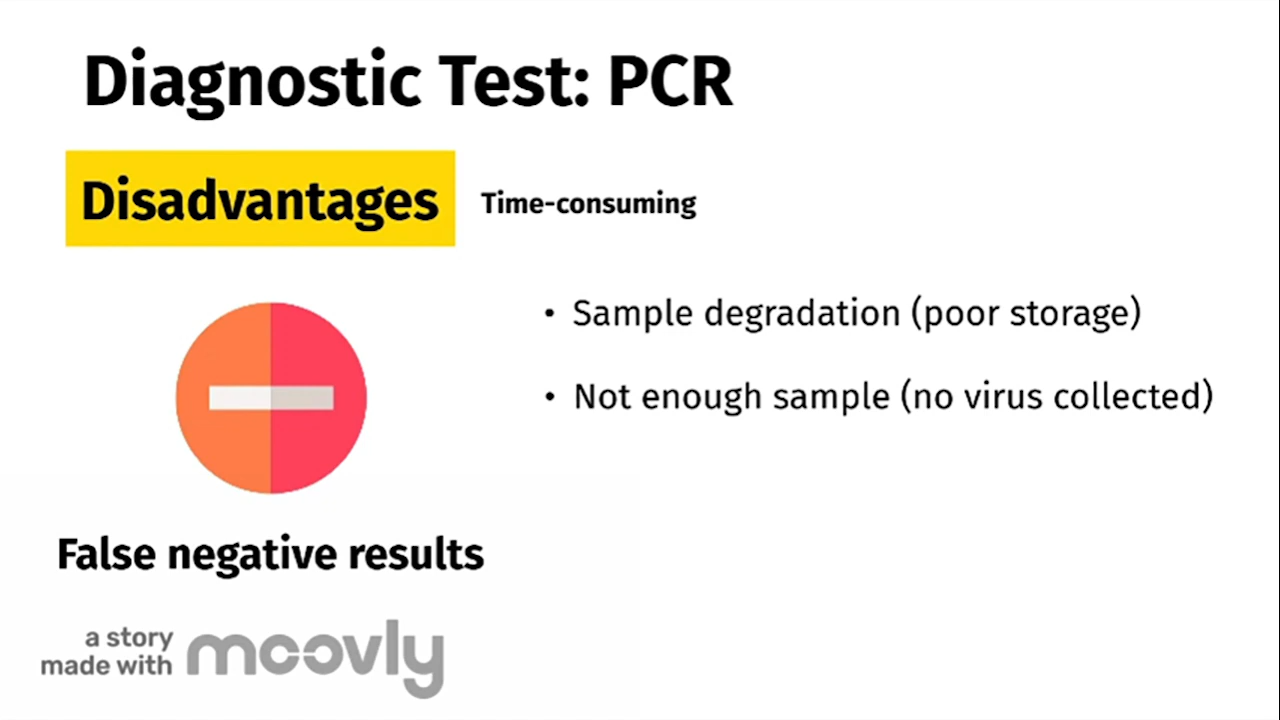 Diagnostic Test: PCR
Disadvantages
Time-consuming
• Sample degradation (poor storage)
• Not enough sample (no virus collected)
False negative results
a story
made with moovly